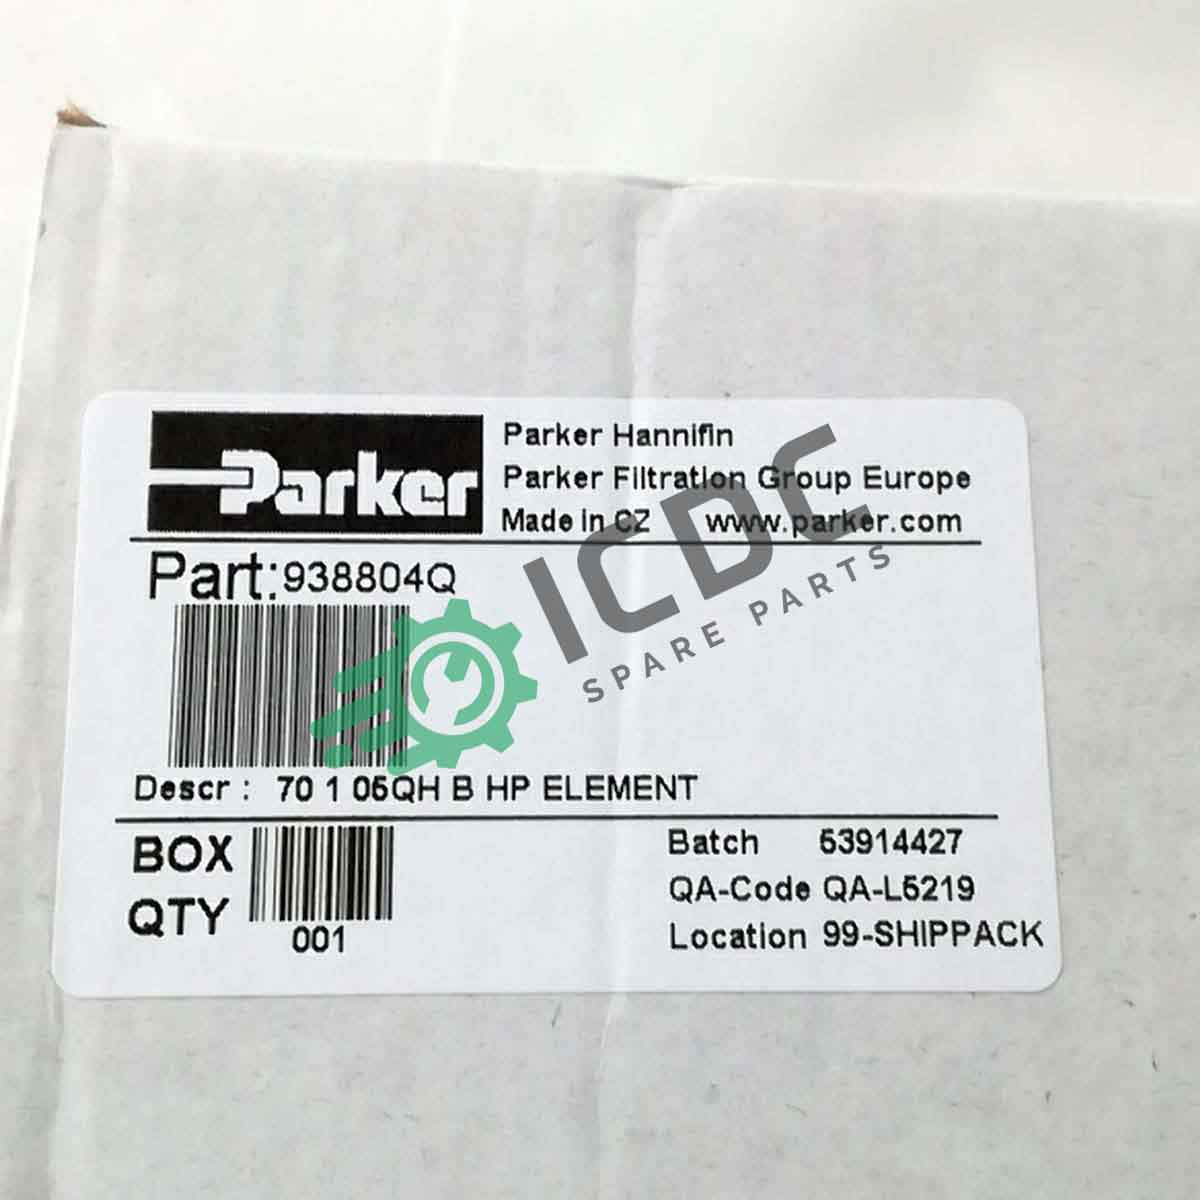 Parker
Parker Hannifin
Parker Filtration Group Europe
Made in CZ www.parker.com
Part:938804Q
ICDC
SPARE PARTS
Descr : 70 1 05QH B HP ELEMENT
BOX
QTY
001
Batch 53914427
QA-Code QA-L5219
Location 99-SHIPPACK